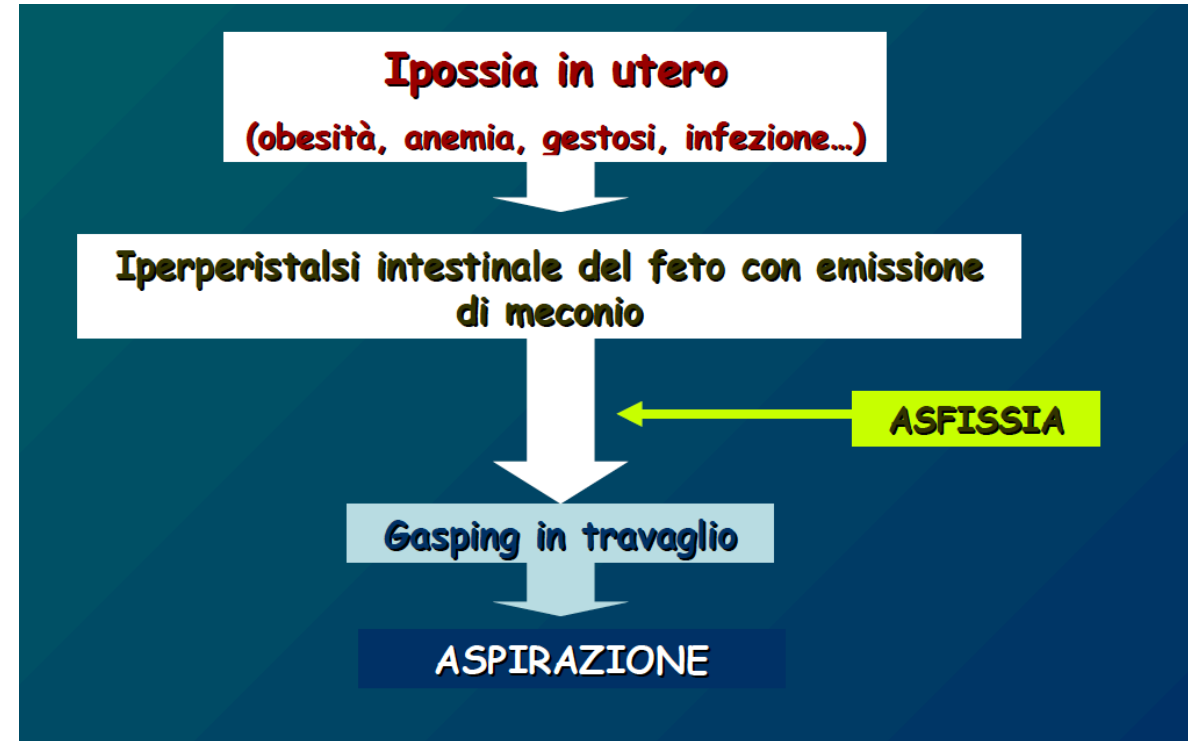 Ipossia in utero
(obesità, anemia, gestosi, infezione…)
Iperperistalsi intestinale del feto con emissione
di meconio
ASFISSIA
Gasping in travaglio
ASPIRAZIONE